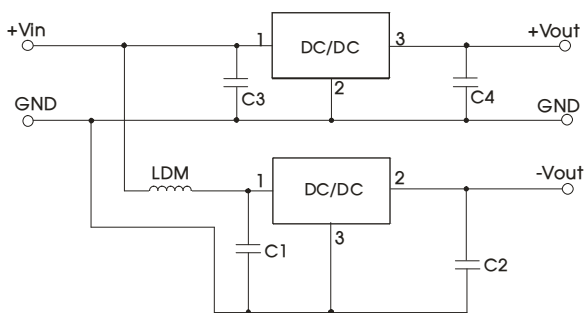 +Vin
1
DC/DC
3
+Vout
C3
2
C4
GND
GND
LDM
1
DC/DC
2
-Vout
C1
3
C2